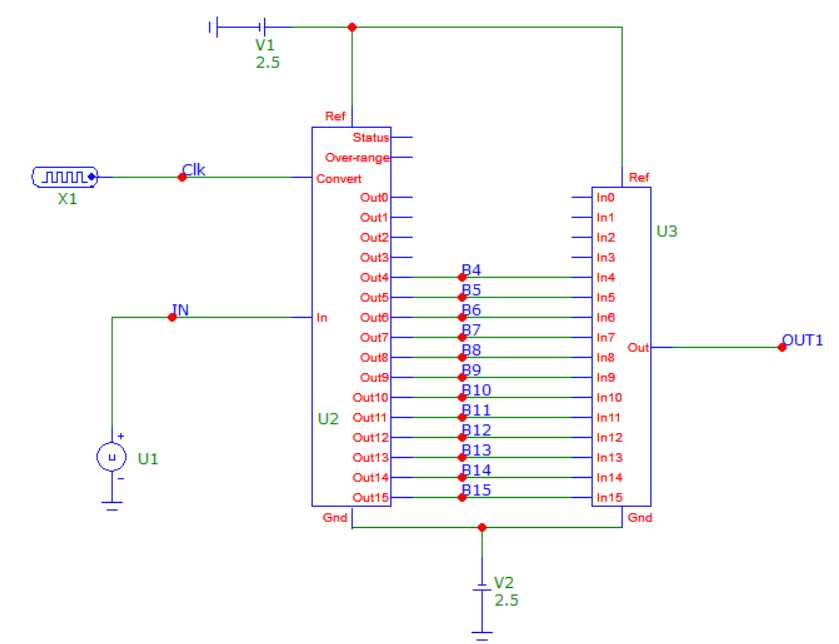 V1
2.5
Ref
Status
Over-range
Clk
Convert
X1
Ref
Out0
In0
Out1
In1
U3
Out2
In2
Out3
In3
Out4
B4
In4
Out5
B5
In5
IN
In
Out6
B6
In6
Out7
B7
In7
Out
OUT1
Out8
B8
In8
Out9
B9
In9
Out10
B10
In10
U2
Out11
B11
In11
Out12
B12
In12
+
u
U1
Out13
B13
In13
-
Out14
B14
In14
Out15
B15
In15
Gnd
Gnd
V2
2.5